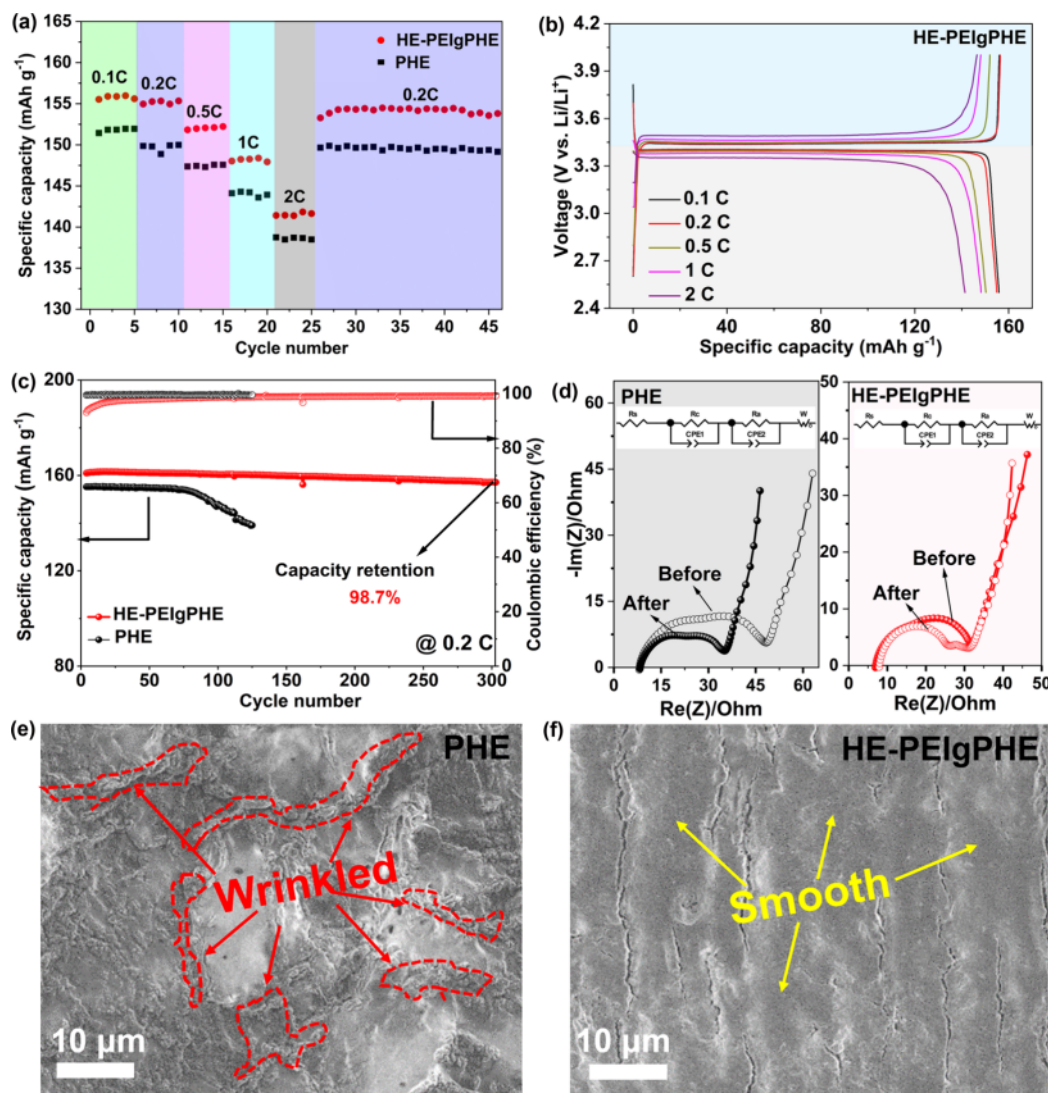 (a)
165
160
155
150
145
140
135
130
Specific capacity (mAh g⁻¹)
0 5 10 15 20 25 30 35 40 45
Cycle number
HE-PEIgPHE
PHE
0.1C
0.2C
0.5C
1C
2C
0.2C
(b)
HE-PEIgPHE
4.2
3.9
3.6
3.3
3.0
2.7
2.4
Voltage (V vs. Li/Li⁺)
0.1 C
0.2 C
0.5 C
1 C
2 C
0 40 80 120 160
Specific capacity (mAh g⁻¹)
(c)
200
160
120
80
Specific capacity (mAh g⁻¹)
100
80
60
40
20
0
Coulombic efficiency (%)
Capacity retention
98.7%
HE-PEIgPHE
PHE
@ 0.2 C
0 50 100 150 200 250 300
Cycle number
(d)
PHE
Rs Rc Ra W
CPE1 CPE2
60
45
30
15
0
-Im(Z)/Ohm
Before
After
0 15 30 45 60
Re(Z)/Ohm
HE-PEIgPHE
Rs Rc Ra W
CPE1 CPE2
50
40
30
20
10
0
Before
After
0 10 20 30 40 50
Re(Z)/Ohm
(e)
PHE
Wrinkled
10 μm
(f)
HE-PEIgPHE
Smooth
10 μm